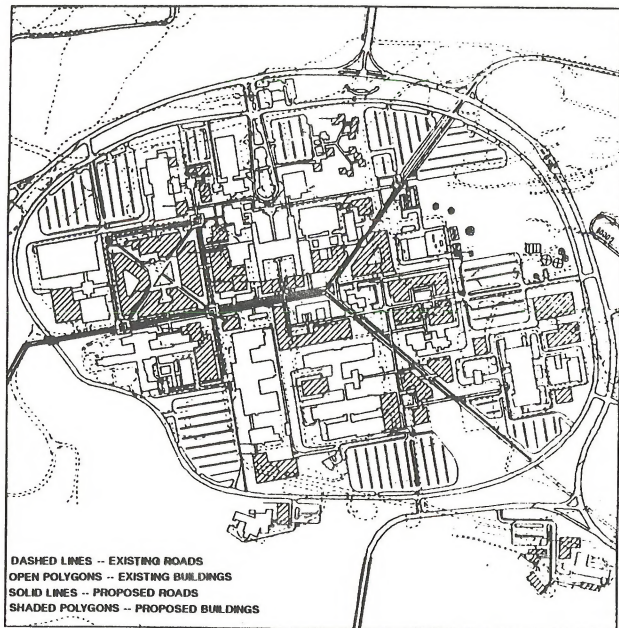 DASHED LINES -- EXISTING ROADS
OPEN POLYGONS -- EXISTING BUILDINGS
SOLID LINES -- PROPOSED ROADS
SHADED POLYGONS -- PROPOSED BUILDINGS